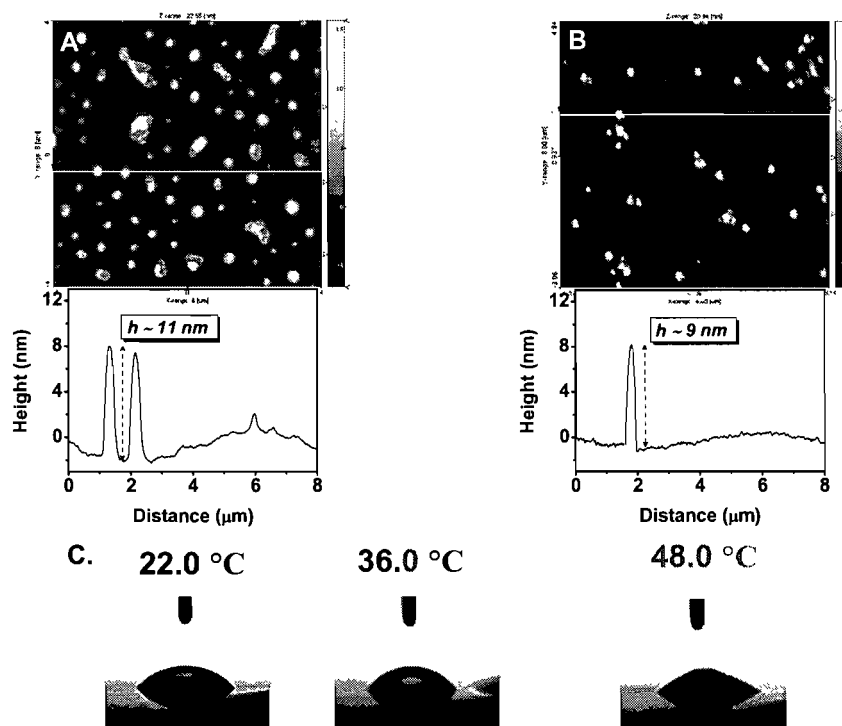 A
B
12
8
4
0
Height (nm)
h ~ 11 nm
0 2 4 6 8
Distance (µm)
12
8
4
0
Height (nm)
h ~ 9 nm
0 2 4 6 8
Distance (µm)
C.
22.0 °C
36.0 °C
48.0 °C